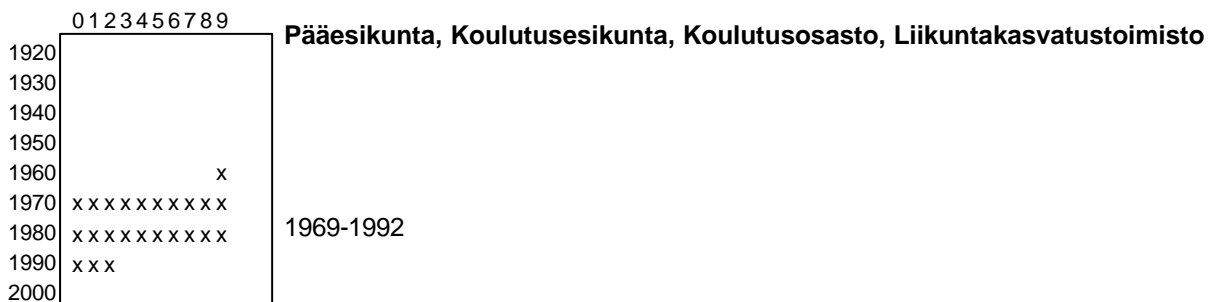 0123456789
Pääesikunta, Koulutusesikunta, Koulutusosasto, Liikuntakasvatustoimisto
1920
1930
1940
1950
1960 x
1970 xxxxxxxxxx
1980 xxxxxxxxxx
1969-1992
1990 xxx
2000